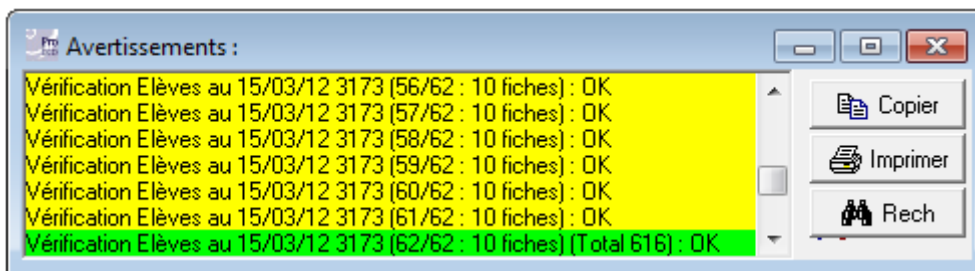 Avertissements :
Vérification Elèves au 15/03/12 3173 (56/62 : 10 fiches) : OK
Vérification Elèves au 15/03/12 3173 (57/62 : 10 fiches) : OK
Vérification Elèves au 15/03/12 3173 (58/62 : 10 fiches) : OK
Vérification Elèves au 15/03/12 3173 (59/62 : 10 fiches) : OK
Vérification Elèves au 15/03/12 3173 (60/62 : 10 fiches) : OK
Vérification Elèves au 15/03/12 3173 (61/62 : 10 fiches) : OK
Vérification Elèves au 15/03/12 3173 (62/62 : 10 fiches) (Total 616) : OK
Copier
Imprimer
Rech